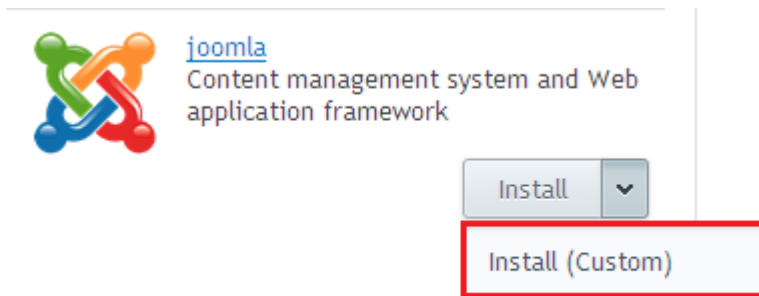 joomla
Content management system and Web
application framework
Install
Install (Custom)